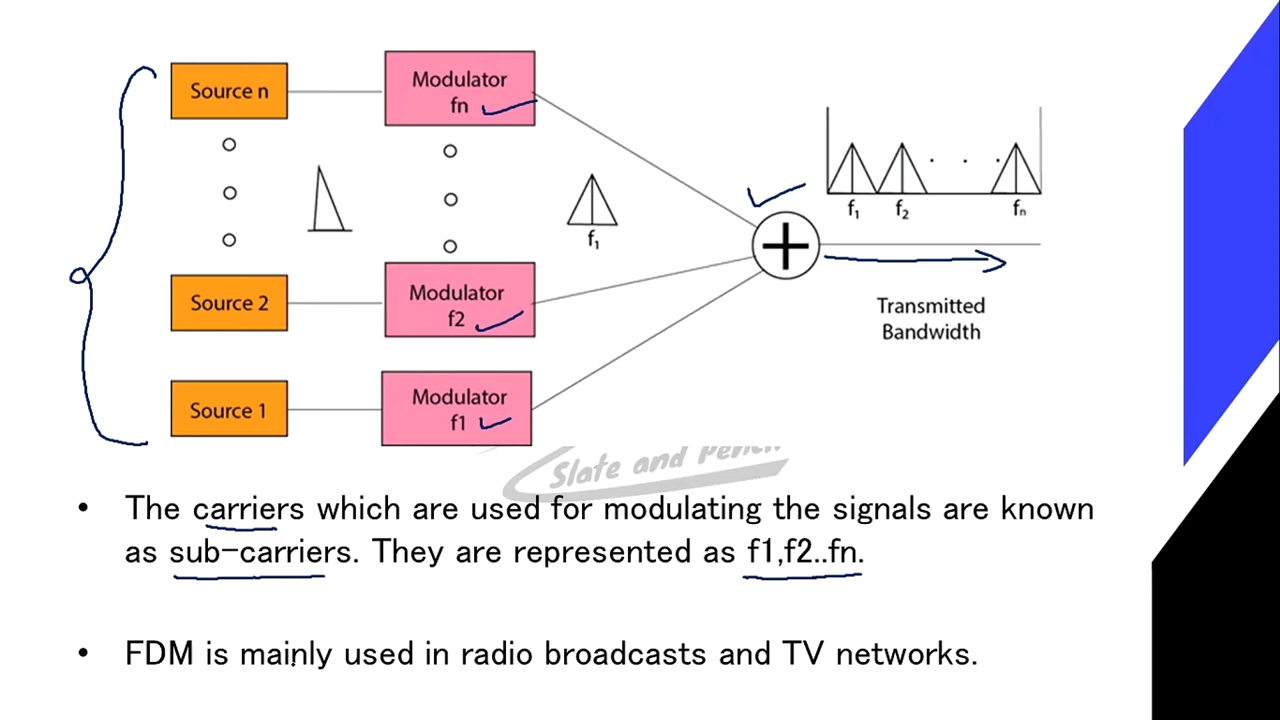 Source n
Modulator
fn
f₁
f₂
fₙ
f₁
Source 2
Modulator
f2
Transmitted
Bandwidth
Source 1
Modulator
f1
Slate and Pencil
• The carriers which are used for modulating the signals are known
as sub-carriers. They are represented as f1,f2..fn.
• FDM is mainly used in radio broadcasts and TV networks.